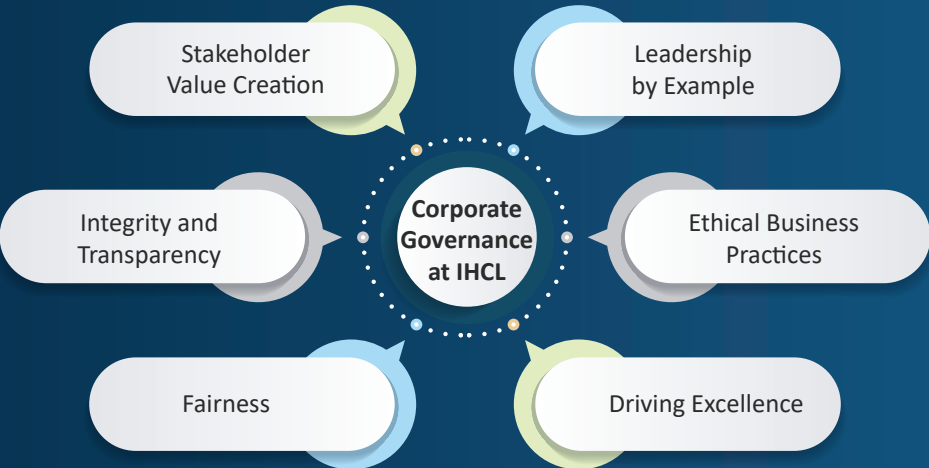 Stakeholder
Value Creation
Leadership
by Example
Integrity and
Transparency
Corporate
Governance
at IHCL
Ethical Business
Practices
Fairness
Driving Excellence